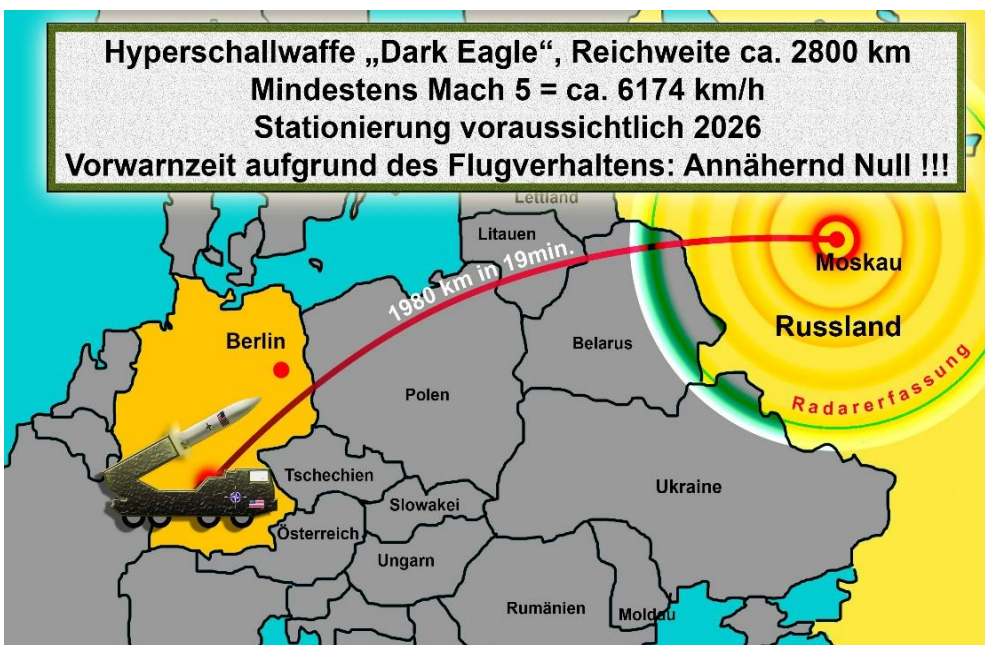 Hyperschallwaffe „Dark Eagle“, Reichweite ca. 2800 km
Mindestens Mach 5 = ca. 6174 km/h
Stationierung voraussichtlich 2026
Vorwarnzeit aufgrund des Flugverhaltens: Annähernd Null !!!
Lettland
Litauen
1980 km in 19min.
Moskau
Russland
Berlin
Belarus
Polen
Radarerfassung
Tschechien
Slowakei
Ukraine
Österreich
Ungarn
Rumänien
Moldau